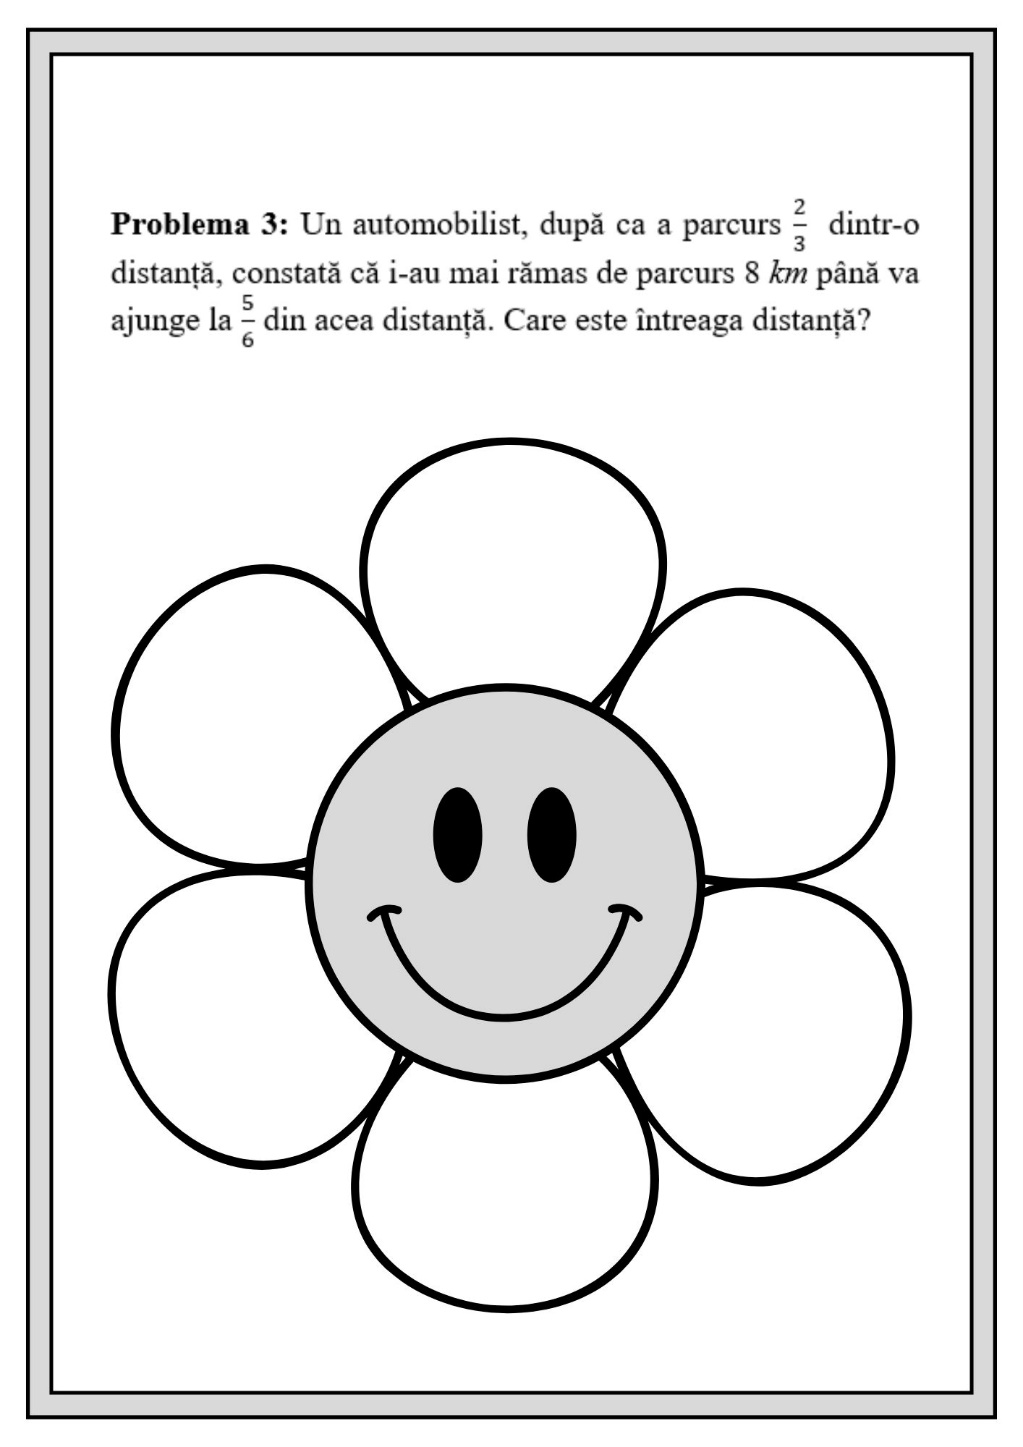 Problema 3: Un automobilist, după ca a parcurs 2/3 dintr-o
distanță, constată că i-au mai rămas de parcurs 8 km până va
ajunge la 5/6 din acea distanță. Care este întreaga distanță?